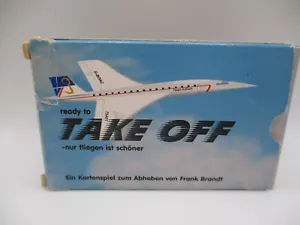 ready to
TAKE OFF
-nur fliegen ist schöner
Ein Kartenspiel zum Abheben von Frank Brandt